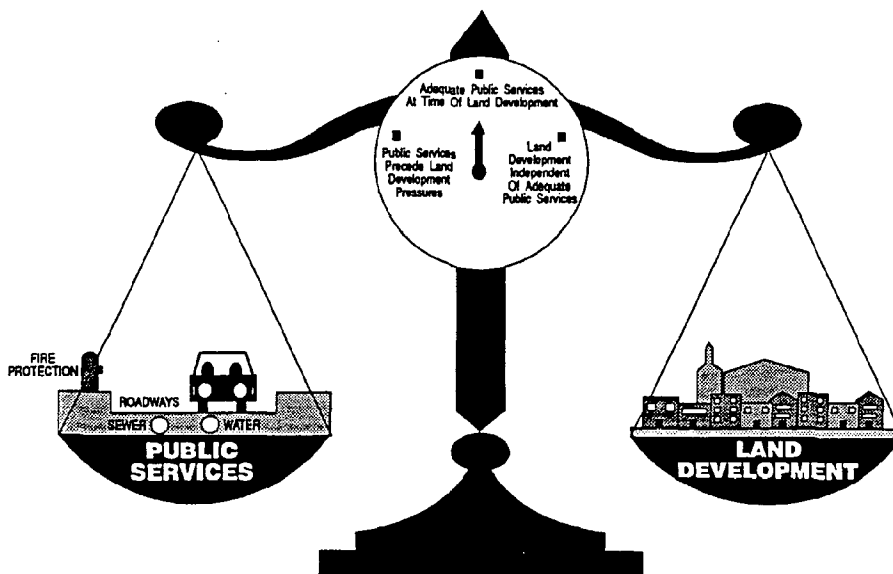 Adequate Public Services
At Time Of Land Development
Public Services
Precede Land
Development
Pressures
Land
Development
Independent
Of Adequate
Public Services
FIRE
PROTECTION
ROADWAYS
SEWER
WATER
PUBLIC
SERVICES
LAND
DEVELOPMENT